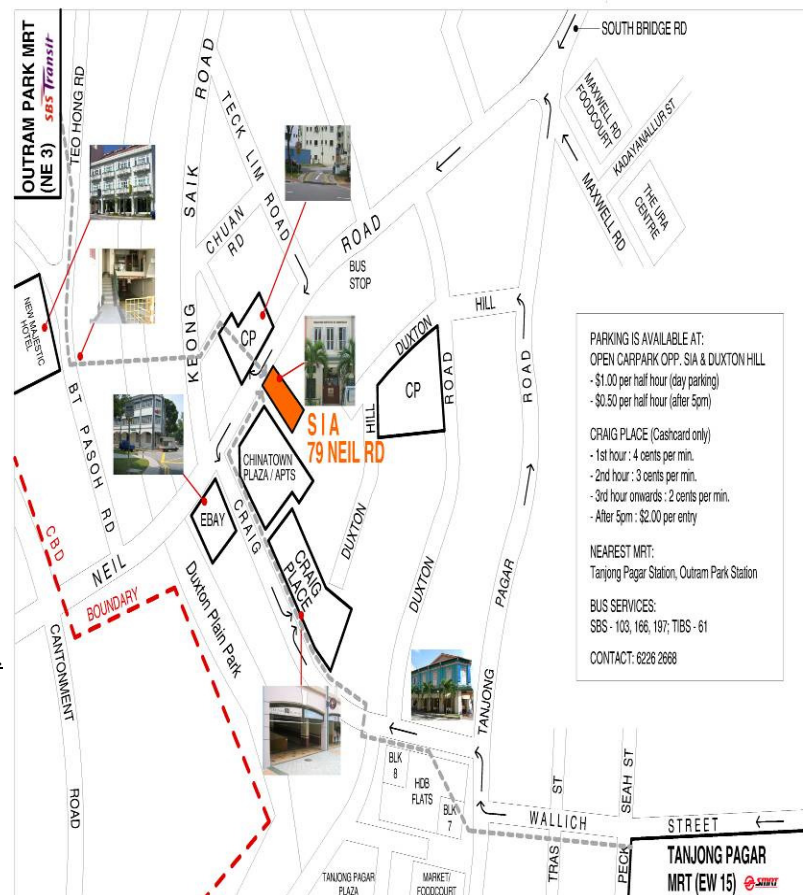 OUTRAM PARK MRT
(NE 3)
SBS Transit
TEO HONG RD
KEONG SAIK ROAD
TECK LIM ROAD
CHUAN
RD
SOUTH BRIDGE RD
MAXWELL RD
FOODCOURT
KADAYANALLUR ST
THE URA
CENTRE
MAXWELL RD
NEIL ROAD
BUS
STOP
DUXTON HILL
DUXTON HILL
DUXTON ROAD
TANJONG PAGAR ROAD
NEW MAJESTIC
HOTEL
CP
CP
SIA
79 NEIL RD
CHINATOWN
PLAZA / APTS
EBAY
CRAIG
CRAIG
PLACE
BT PASOH RD
CBD
BOUNDARY
Duxton Plain Park
CANTONMENT
ROAD
PARKING IS AVAILABLE AT:
OPEN CARPARK OPP. SIA & DUXTON HILL
- $1.00 per half hour (day parking)
- $0.50 per half hour (after 5pm)
CRAIG PLACE (Cashcard only)
- 1st hour : 4 cents per min.
- 2nd hour : 3 cents per min.
- 3rd hour onwards : 2 cents per min.
- After 5pm : $2.00 per entry
NEAREST MRT:
Tanjong Pagar Station, Outram Park Station
BUS SERVICES:
SBS - 103, 166, 197; TIBS - 61
CONTACT: 6226 2668
BLK
8
HDB
FLATS
BLK
7
WALLICH STREET
TRAS ST
PECK SEAH ST
TANJONG PAGAR
PLAZA
MARKET/
FOODCOURT
TANJONG PAGAR
MRT (EW 15)
SMRT